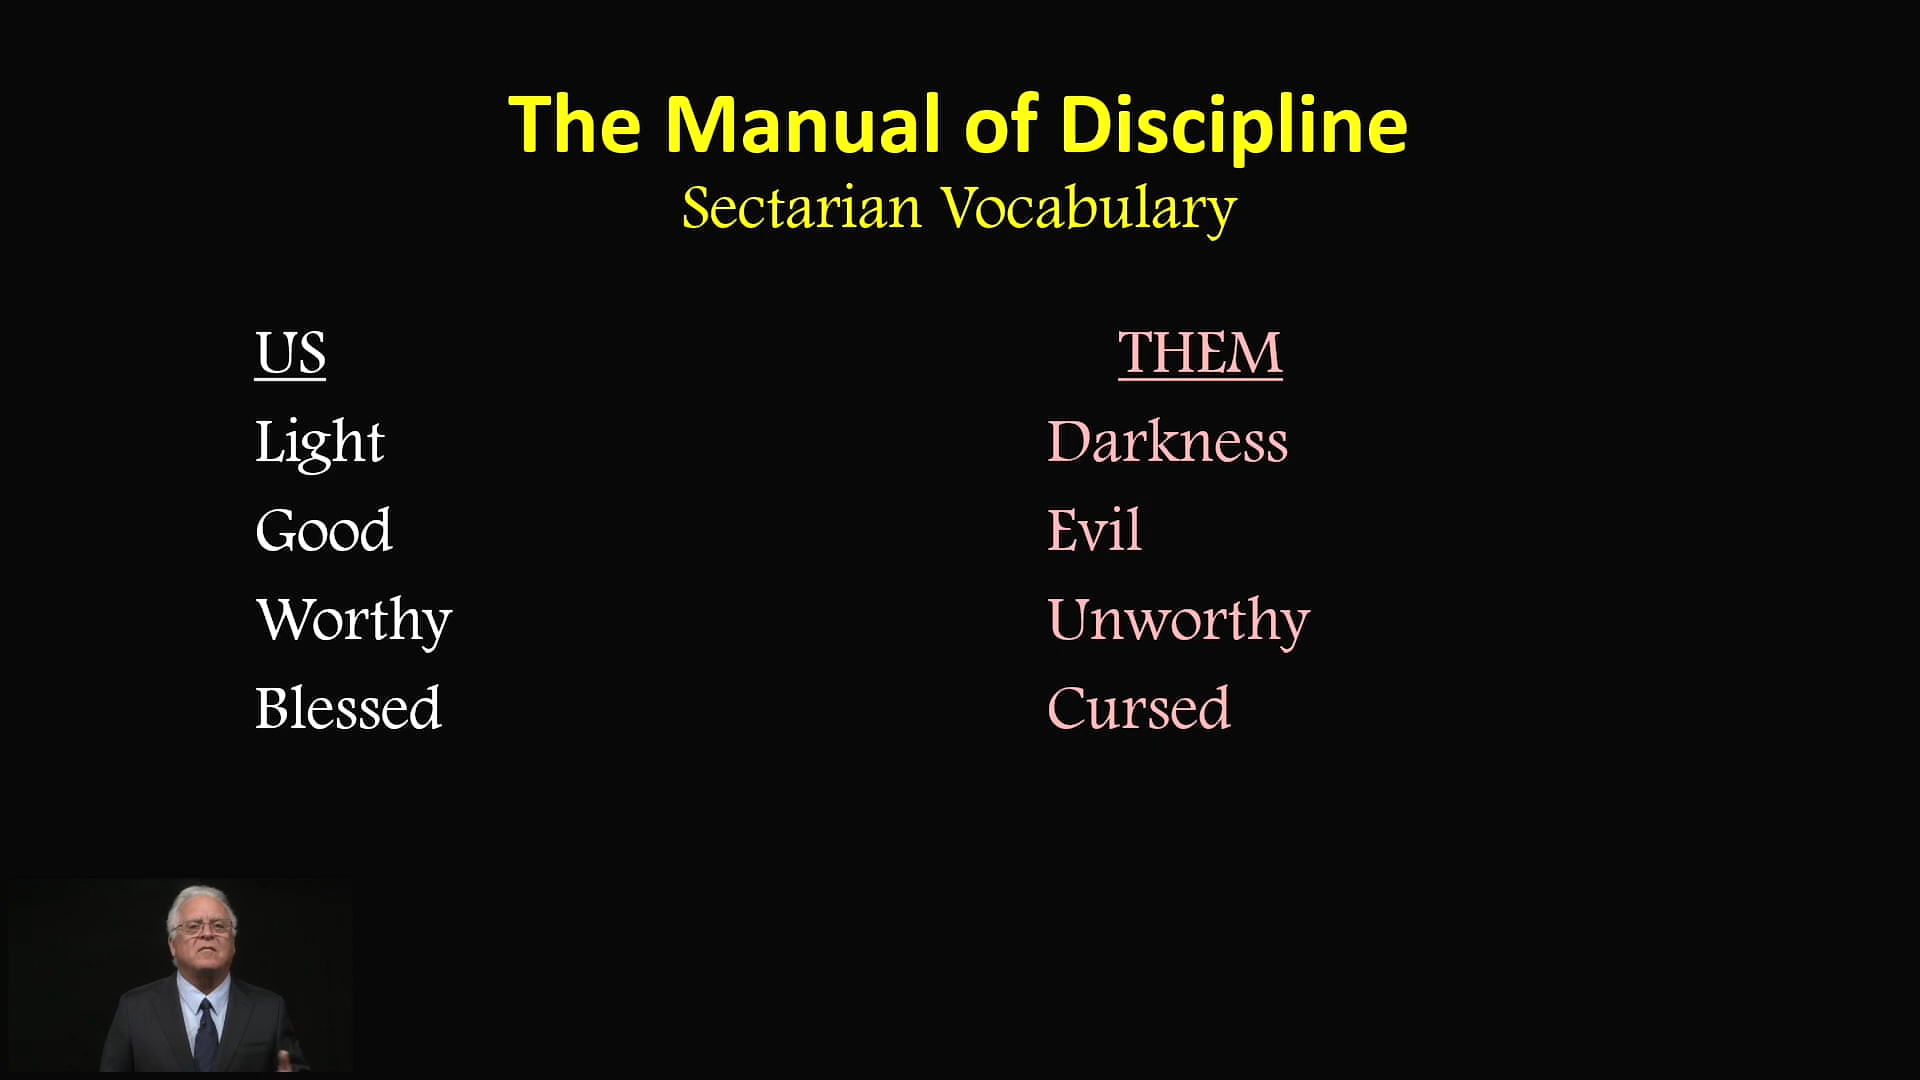 The Manual of Discipline
Sectarian Vocabulary
US THEM
Light Darkness
Good Evil
Worthy Unworthy
Blessed Cursed